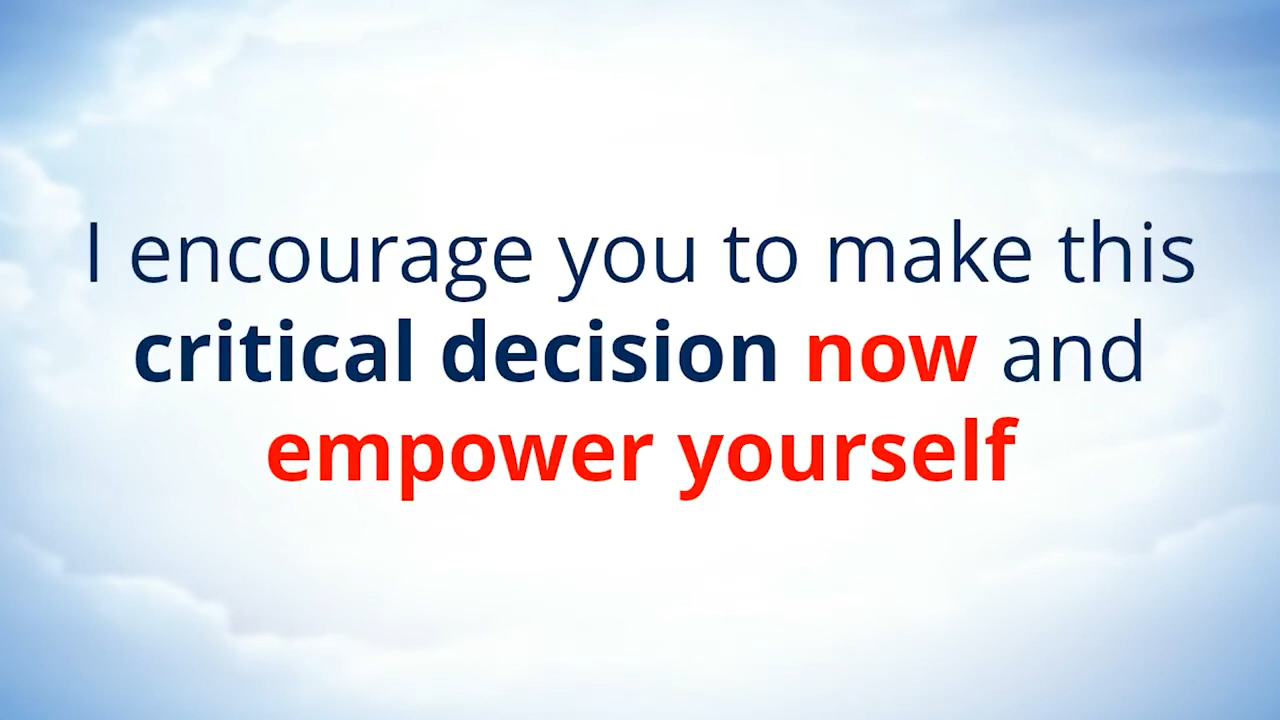 I encourage you to make this
critical decision now and
empower yourself